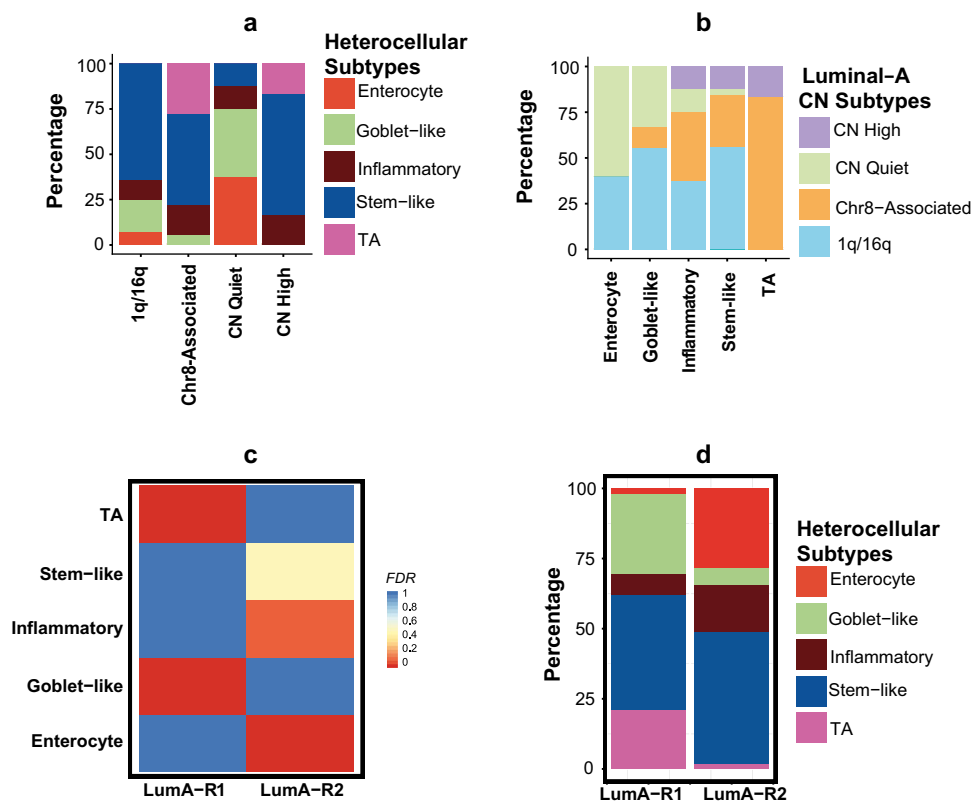 a
Heterocellular
Subtypes
Enterocyte
Goblet-like
Inflammatory
Stem-like
TA
Percentage
100
75
50
25
0
1q/16q
Chr8-Associated
CN Quiet
CN High
b
Luminal-A
CN Subtypes
CN High
CN Quiet
Chr8-Associated
1q/16q
Percentage
100
75
50
25
0
Enterocyte
Goblet-like
Inflammatory
Stem-like
TA
c
TA
Stem-like
Inflammatory
Goblet-like
Enterocyte
LumA-R1
LumA-R2
FDR
1
0.8
0.6
0.4
0.2
0
d
Percentage
100
75
50
25
0
LumA-R1
LumA-R2
Heterocellular
Subtypes
Enterocyte
Goblet-like
Inflammatory
Stem-like
TA